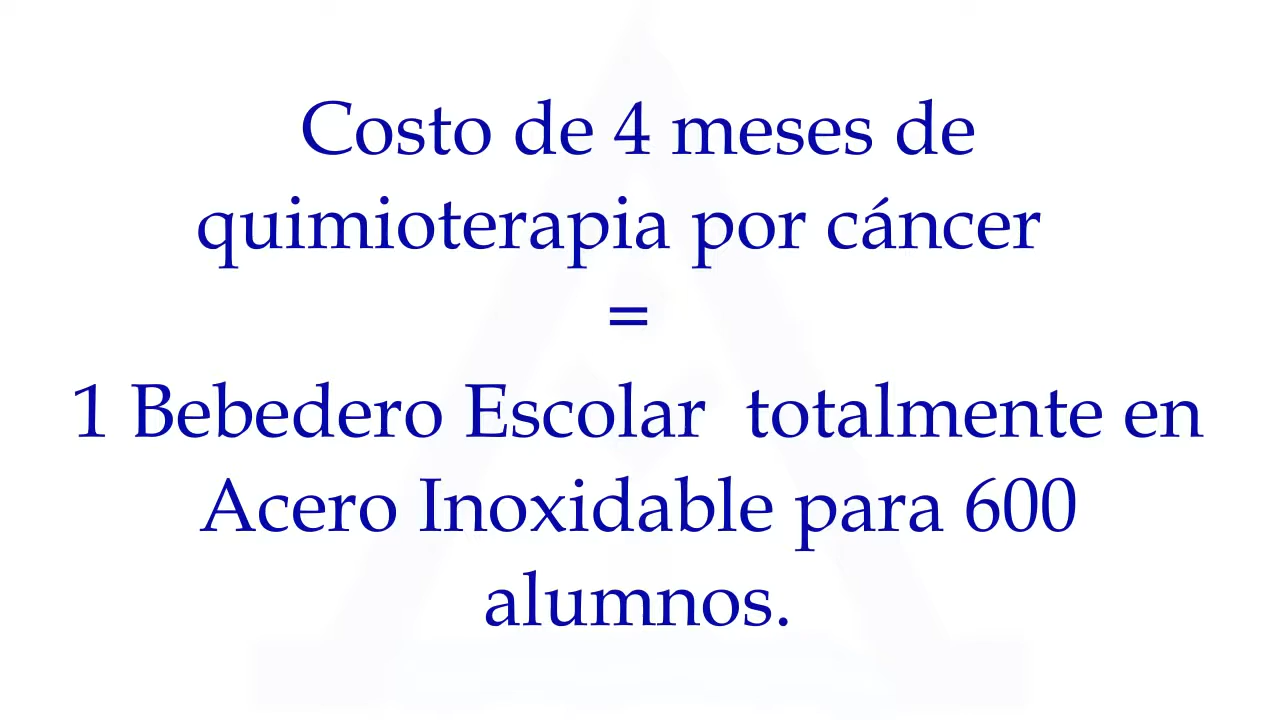 Costo de 4 meses de
quimioterapia por cáncer
=
1 Bebedero Escolar totalmente en
Acero Inoxidable para 600
alumnos.